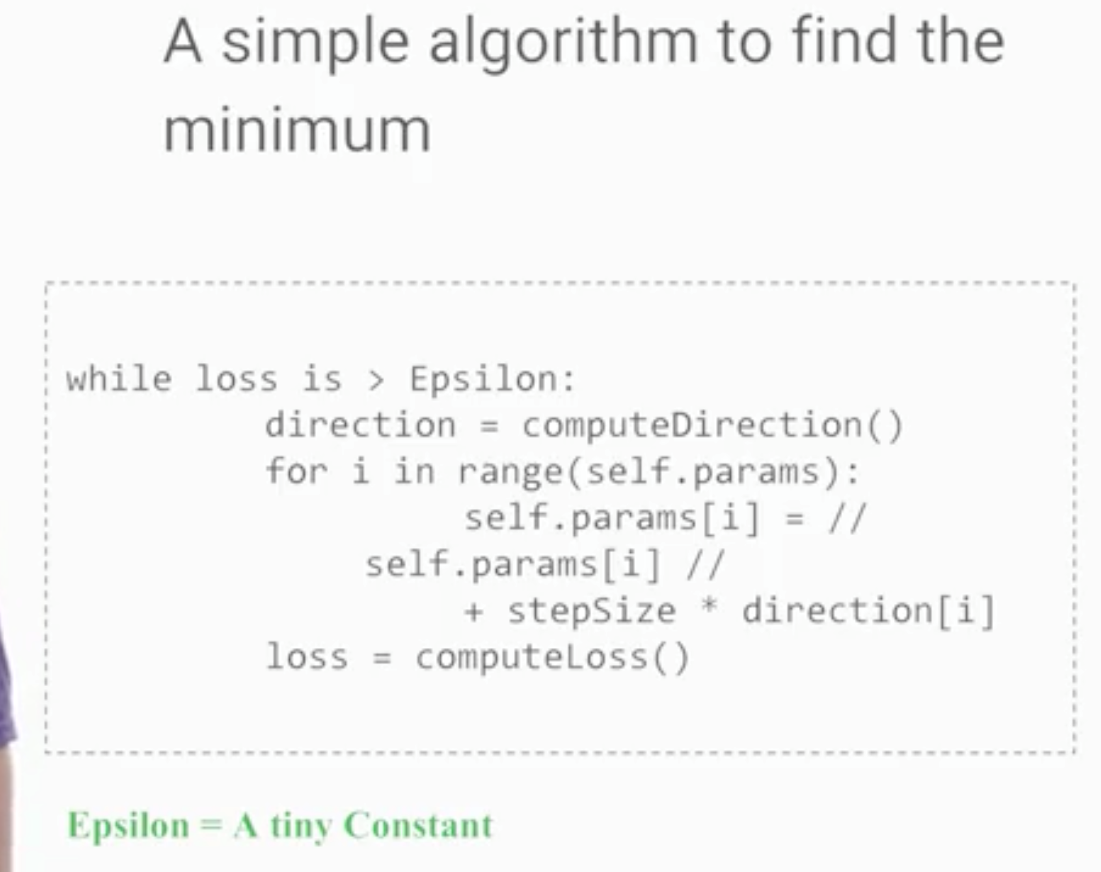 A simple algorithm to find the
minimum
while loss is > Epsilon:
direction = computeDirection()
for i in range(self.params):
self.params[i] = //
self.params[i] //
+ stepSize * direction[i]
loss = computeLoss()
Epsilon = A tiny Constant